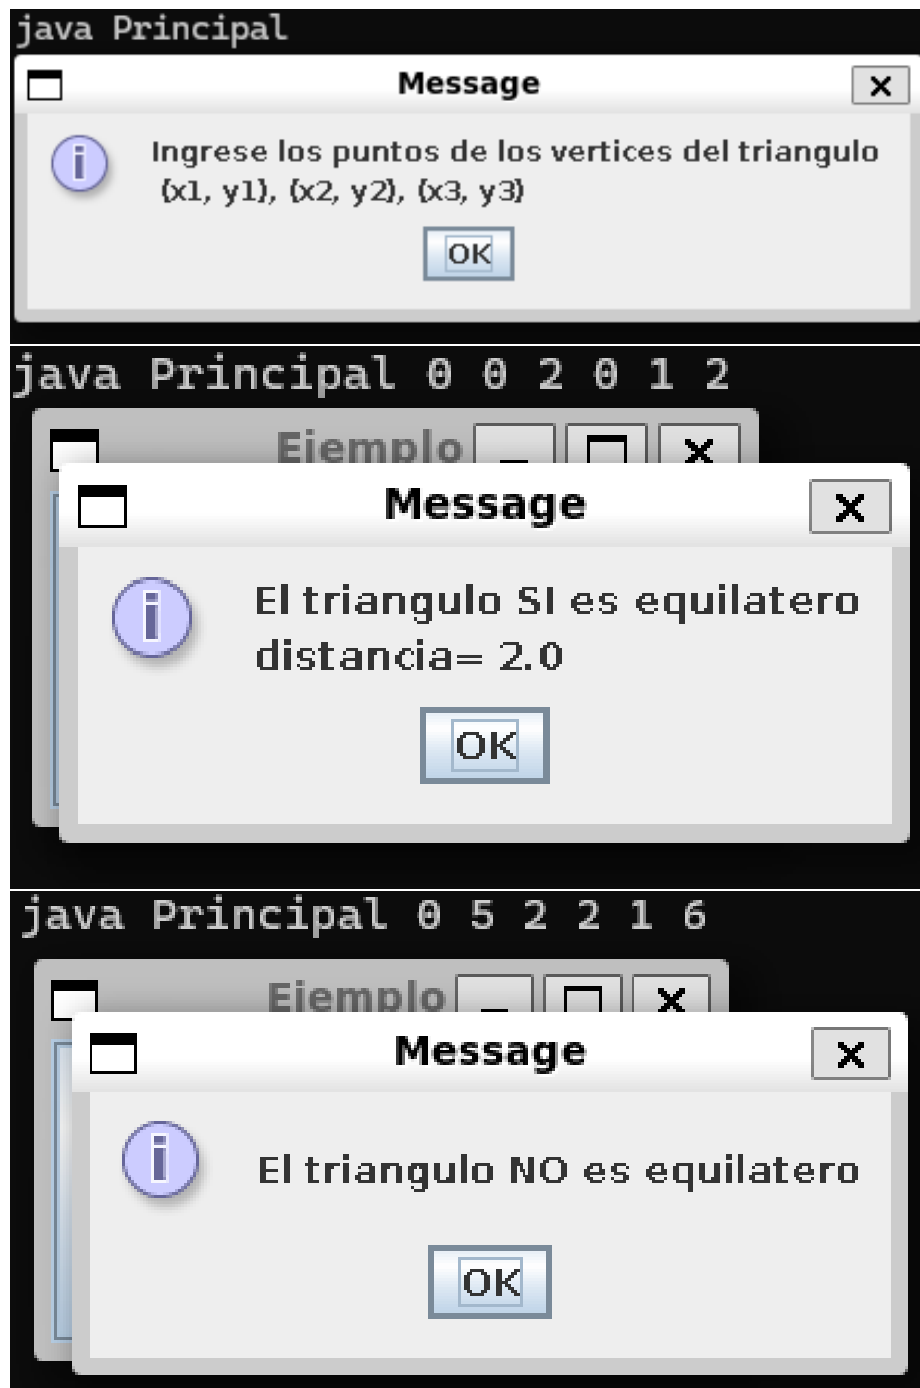 java Principal
Message
Ingrese los puntos de los vertices del triangulo
{x1, y1}, {x2, y2}, {x3, y3}
OK
java Principal 0 0 2 0 1 2
Ejemplo
Message
El triangulo SI es equilatero
distancia= 2.0
OK
java Principal 0 5 2 2 1 6
Ejemplo
Message
El triangulo NO es equilatero
OK